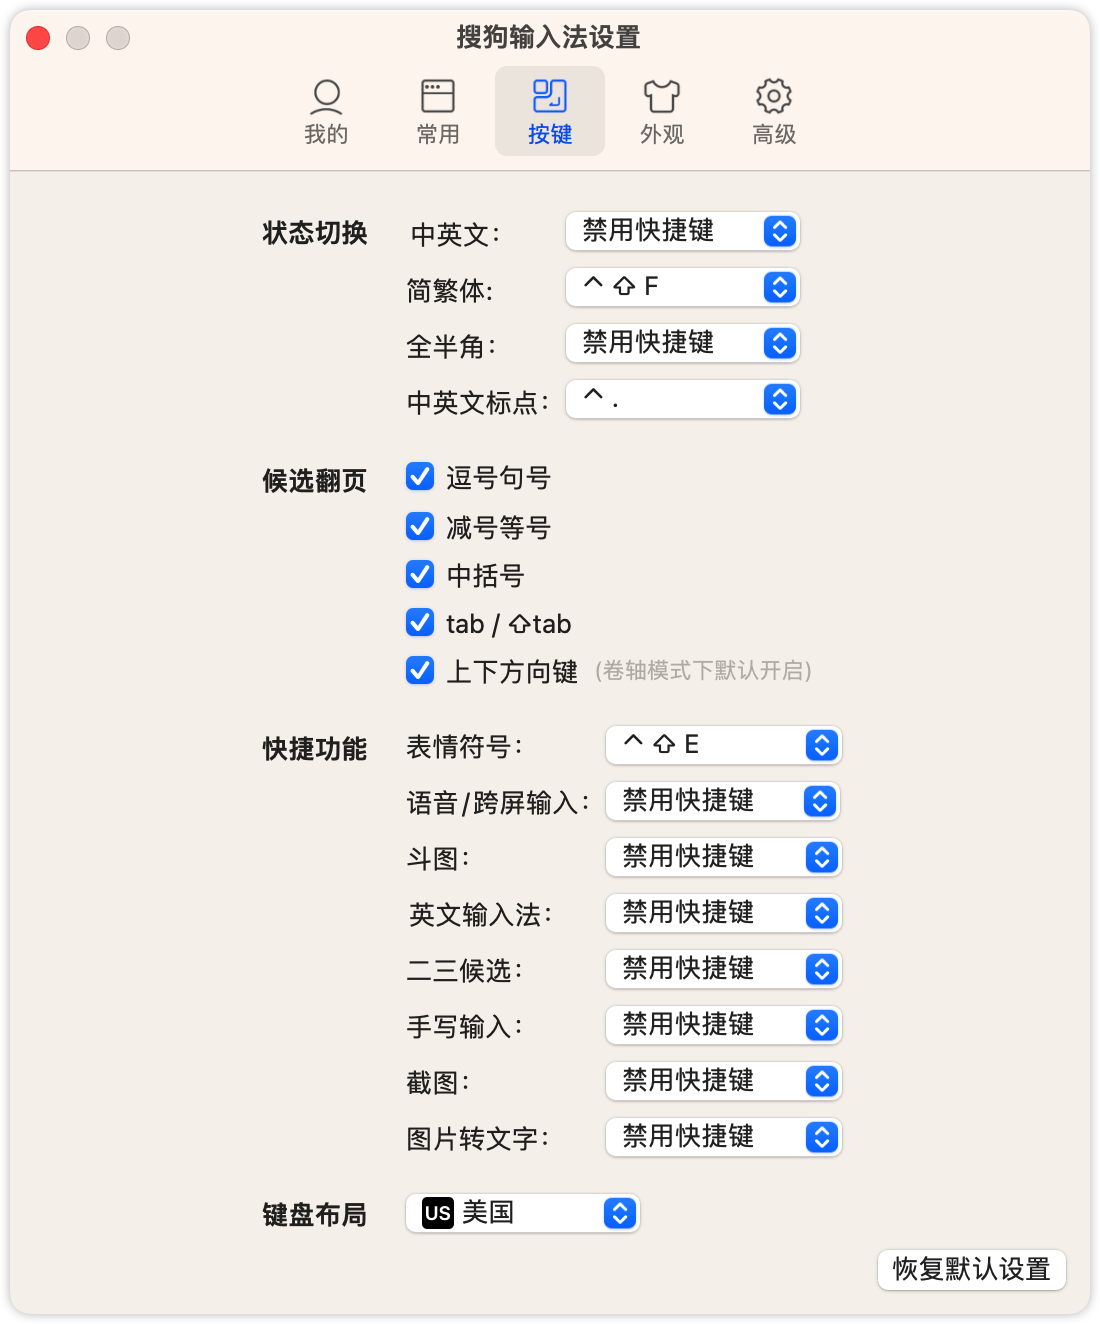 搜狗输入法设置
我的 常用 按键 外观 高级
状态切换 中英文： 禁用快捷键
简繁体: ⌃ ⇧ F
全半角： 禁用快捷键
中英文标点： ⌃ .
候选翻页 逗号句号
减号等号
中括号
tab / ⇧tab
上下方向键 (卷轴模式下默认开启)
快捷功能 表情符号： ⌃ ⇧ E
语音/跨屏输入： 禁用快捷键
斗图： 禁用快捷键
英文输入法： 禁用快捷键
二三候选： 禁用快捷键
手写输入： 禁用快捷键
截图： 禁用快捷键
图片转文字： 禁用快捷键
键盘布局 US 美国
恢复默认设置